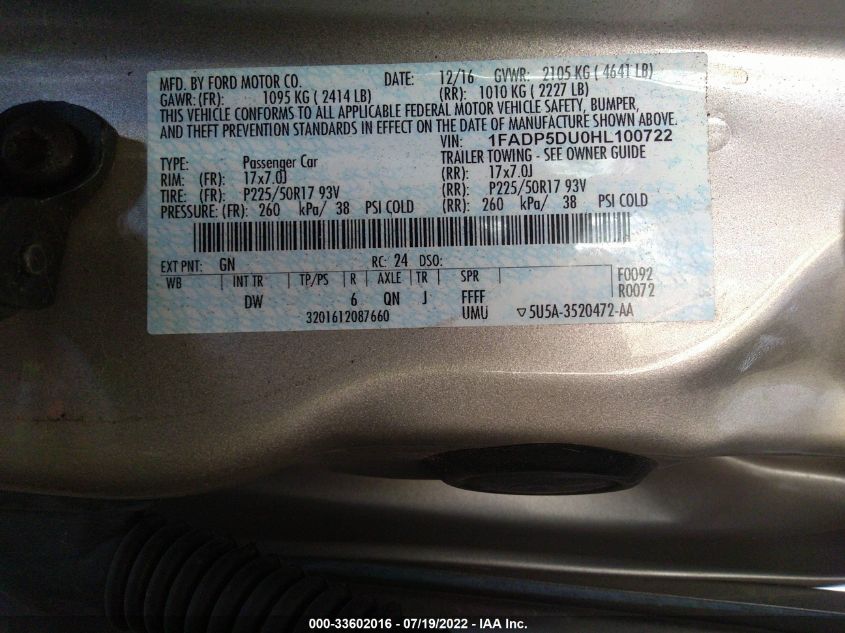 MFD. BY FORD MOTOR CO. DATE: 12/16 GVWR: 2105 KG ( 4641 LB)
GAWR: (FR): 1095 KG ( 2414 LB) (RR): 1010 KG ( 2227 LB)
THIS VEHICLE CONFORMS TO ALL APPLICABLE FEDERAL MOTOR VEHICLE SAFETY, BUMPER,
AND THEFT PREVENTION STANDARDS IN EFFECT ON THE DATE OF MANUFACTURE SHOWN ABOVE.
VIN: 1FADP5DU0HL100722
TYPE: Passenger Car TRAILER TOWING - SEE OWNER GUIDE
RIM: (FR): 17x7.0J (RR): 17x7.0J
TIRE: (FR): P225/50R17 93V (RR): P225/50R17 93V
PRESSURE: (FR): 260 kPa/ 38 PSI COLD (RR): 260 kPa/ 38 PSI COLD
EXT PNT: GN RC: 24 DSO:
WB INT TR TP/PS R AXLE TR SPR F0092
DW 6 QN J FFFF R0072
3201612087660 UMU ▽5U5A-3520472-AA
000-33602016 - 07/19/2022 - IAA Inc.